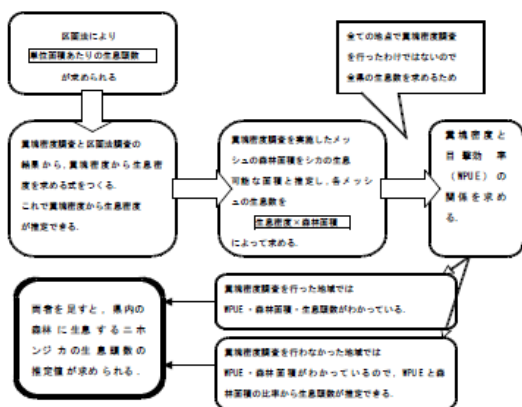 区画法により
単位面積あたりの生息頭数
が求められる
全ての地点で糞塊密度調査
を行ったわけではないので
全県の生息数を求めるため
糞塊密度調査と区画法調査の
結果から，糞塊密度から生息密
度を求める式をつくる．
これで糞塊密度から生息密度
が推定できる．
糞塊密度調査を実施したメッ
シュの森林面積をシカの生息
可能な面積と推定し，各メッシ
ュの生息数を
生息密度×森林面積
によって求める．
糞塊密度と
目撃効率
（WPUE）の
関係を求め
る．
糞塊密度調査を行った地域では
WPUE・森林面積・生息頭数がわかっている．
両者を足すと，県内の
森林に生息するニホ
ンジカの生息頭数の
推定値が求められる．
糞塊密度調査を行わなかった地域では
WPUE・森林面積がわかっているので，WPUEと森
林面積の比率から生息頭数が推定できる．